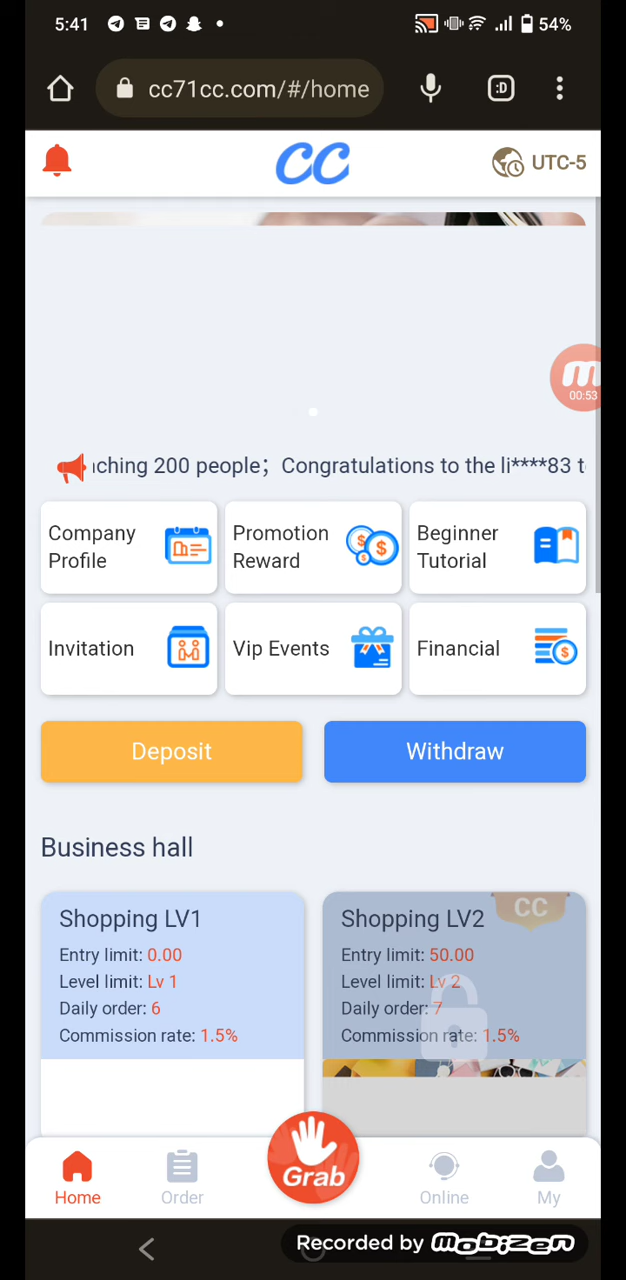 5:41
54%
cc71cc.com/#/home
:D
CC
UTC-5
00:53
ching 200 people; Congratulations to the li****83 t
Company Profile
Promotion Reward
Beginner Tutorial
Invitation
Vip Events
Financial
Deposit
Withdraw
Business hall
Shopping LV1
Entry limit: 0.00
Level limit: Lv 1
Daily order: 6
Commission rate: 1.5%
CC
Shopping LV2
Entry limit: 50.00
Level limit: Lv 2
Daily order: 7
Commission rate: 1.5%
Home
Order
Grab
Online
My
Recorded by Mobizen